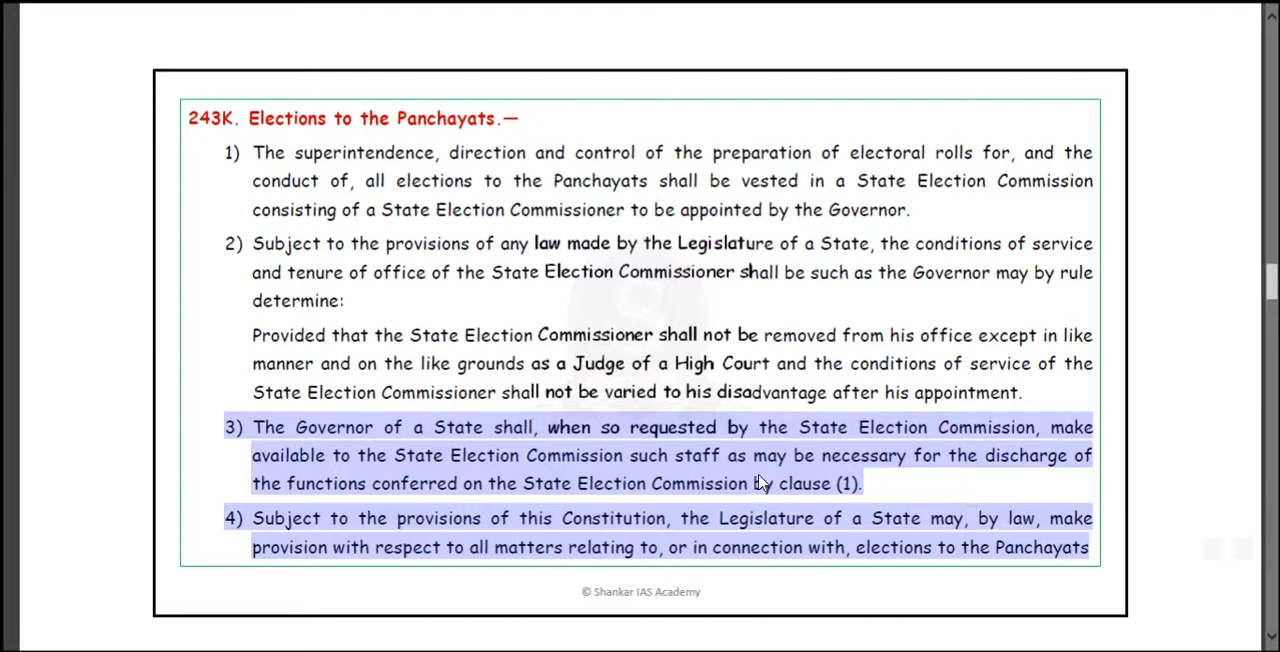 243K. Elections to the Panchayats.—
1) The superintendence, direction and control of the preparation of electoral rolls for, and the
conduct of, all elections to the Panchayats shall be vested in a State Election Commission
consisting of a State Election Commissioner to be appointed by the Governor.
2) Subject to the provisions of any law made by the Legislature of a State, the conditions of service
and tenure of office of the State Election Commissioner shall be such as the Governor may by rule
determine:
Provided that the State Election Commissioner shall not be removed from his office except in like
manner and on the like grounds as a Judge of a High Court and the conditions of service of the
State Election Commissioner shall not be varied to his disadvantage after his appointment.
3) The Governor of a State shall, when so requested by the State Election Commission, make
available to the State Election Commission such staff as may be necessary for the discharge of
the functions conferred on the State Election Commission by clause (1).
4) Subject to the provisions of this Constitution, the Legislature of a State may, by law, make
provision with respect to all matters relating to, or in connection with, elections to the Panchayats
© Shankar IAS Academy